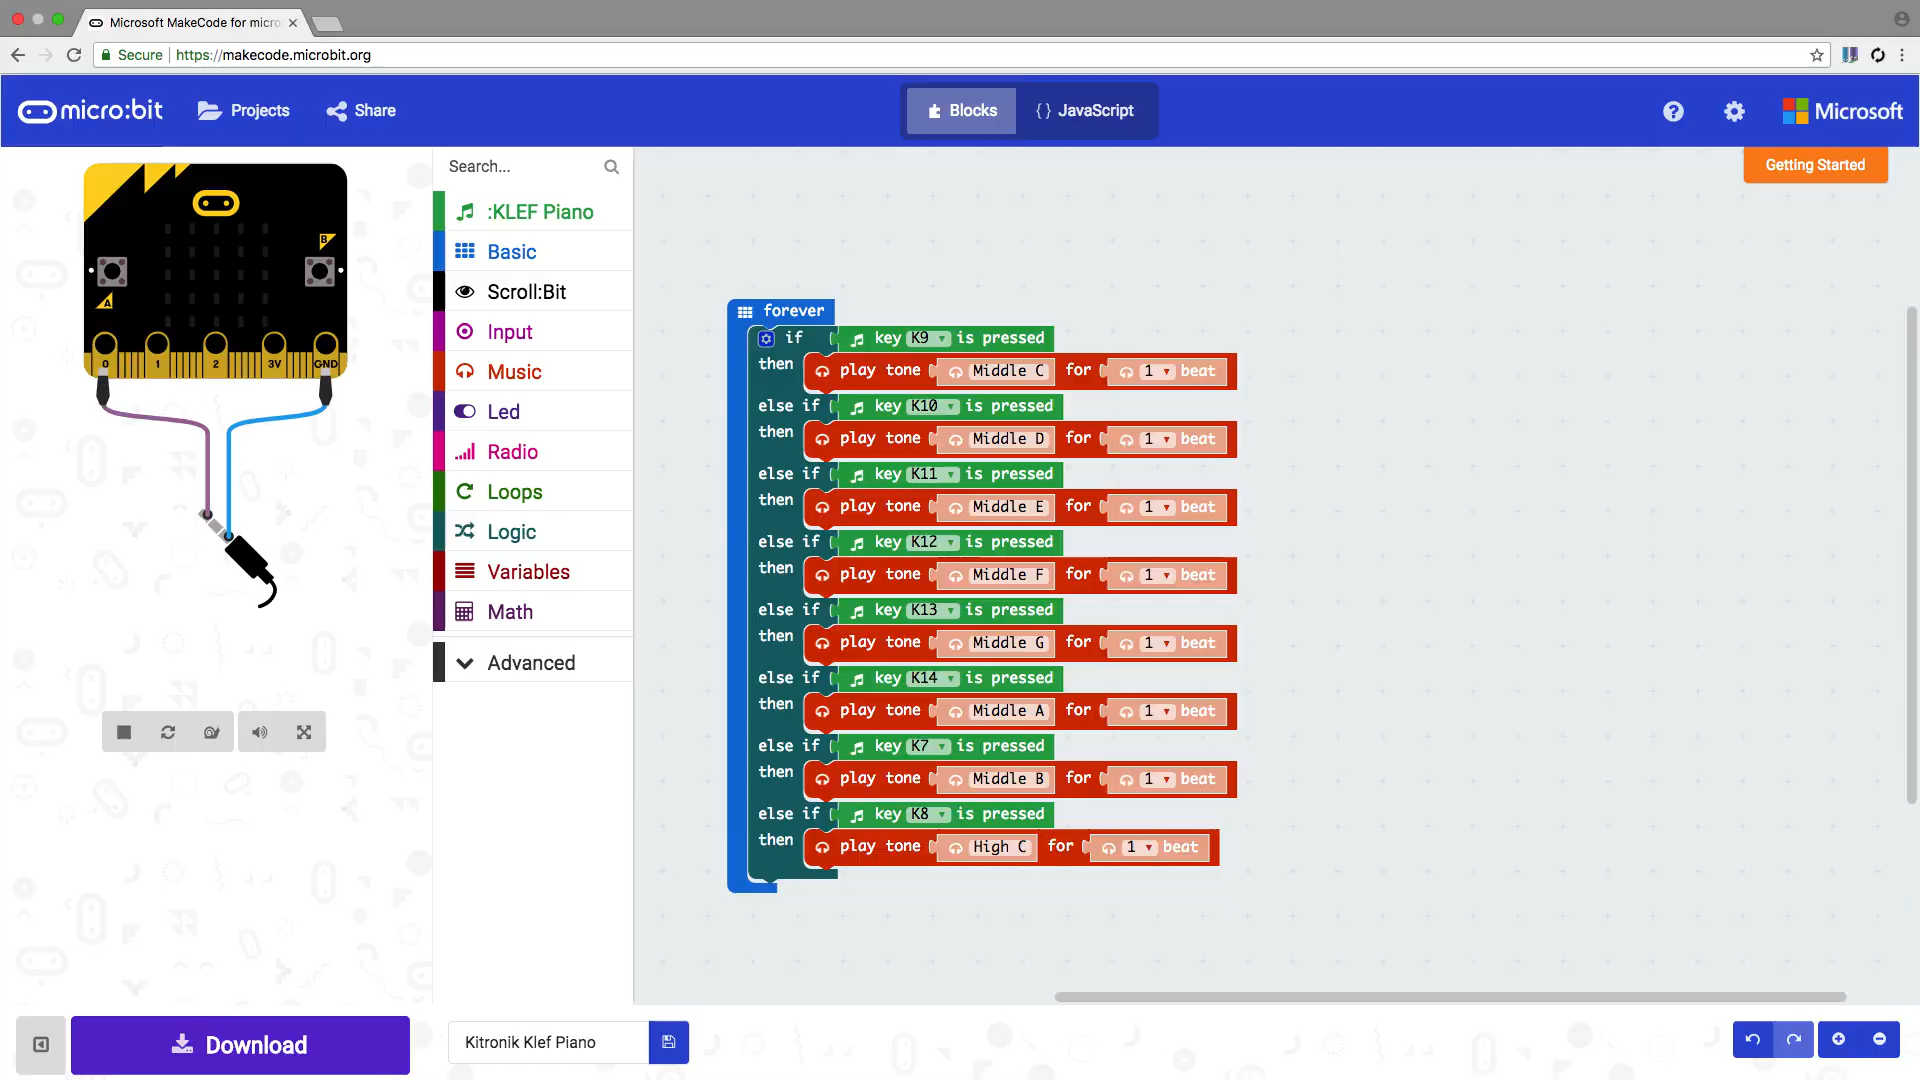 Microsoft MakeCode for micro:
Secure https://makecode.microbit.org
micro:bit Projects Share Blocks {} JavaScript ? Microsoft
Getting Started
Search...
:KLEF Piano
Basic
Scroll:Bit
Input
Music
Led
Radio
Loops
Logic
Variables
Math
Advanced
B
A
0 1 2 3V GND
forever
if key K9 is pressed
then play tone Middle C for 1 beat
else if key K10 is pressed
then play tone Middle D for 1 beat
else if key K11 is pressed
then play tone Middle E for 1 beat
else if key K12 is pressed
then play tone Middle F for 1 beat
else if key K13 is pressed
then play tone Middle G for 1 beat
else if key K14 is pressed
then play tone Middle A for 1 beat
else if key K7 is pressed
then play tone Middle B for 1 beat
else if key K8 is pressed
then play tone High C for 1 beat
Download
Kitronik Klef Piano